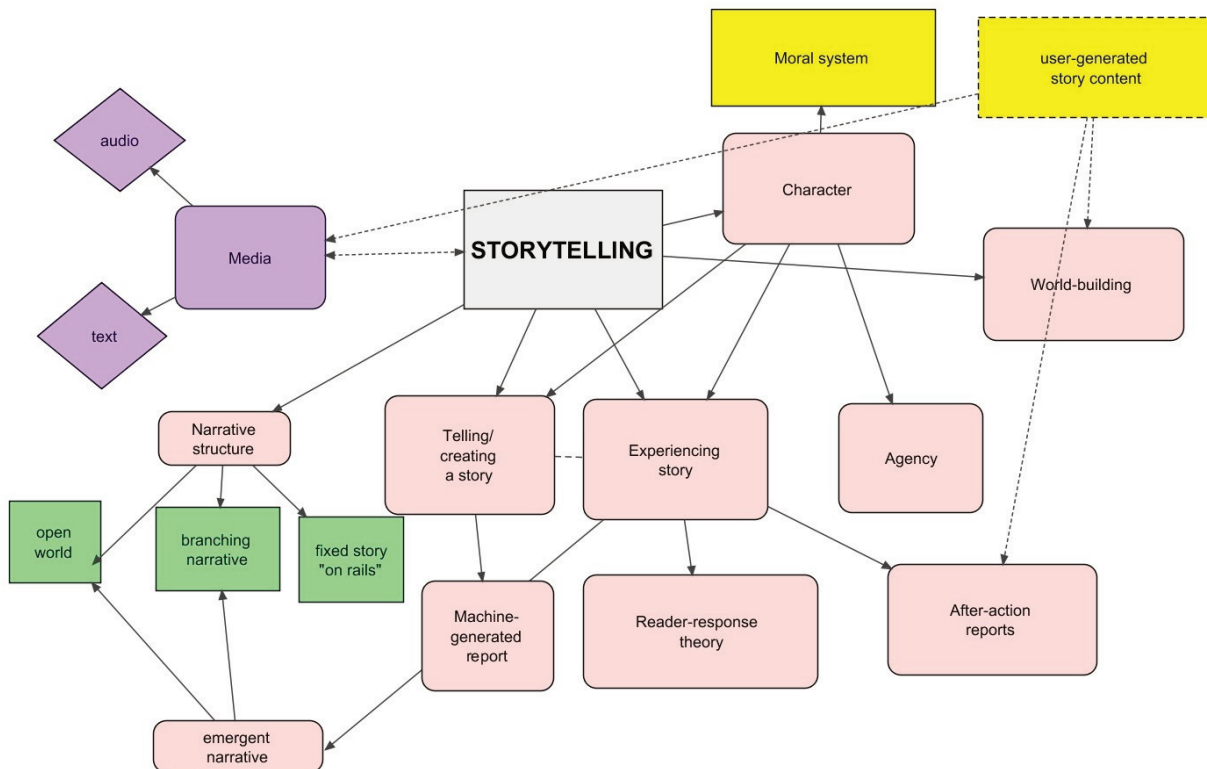 Moral system
user-generated
story content
audio
Character
STORYTELLING
Media
World-building
text
Narrative
structure
Telling/
creating
a story
Experiencing
story
Agency
open
world
branching
narrative
fixed story
"on rails"
Machine-
generated
report
Reader-response
theory
After-action
reports
emergent
narrative